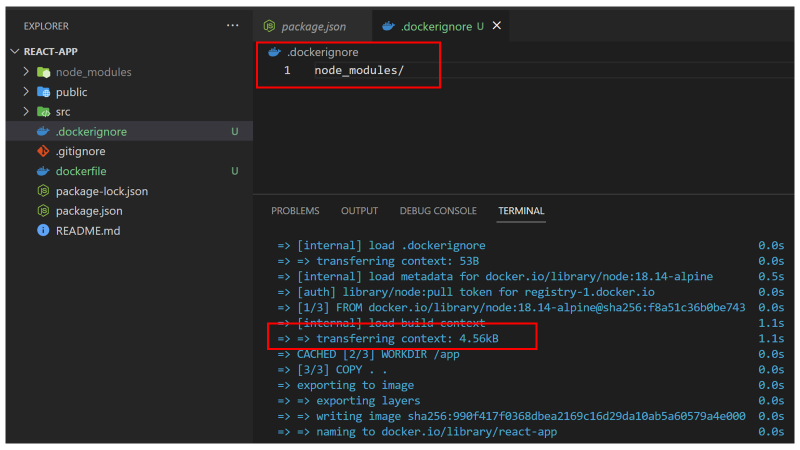 EXPLORER
···
REACT-APP
node_modules
public
src
.dockerignore U
.gitignore
dockerfile U
package-lock.json
package.json
README.md
package.json
.dockerignore U
.dockerignore
1 node_modules/
PROBLEMS OUTPUT DEBUG CONSOLE TERMINAL
=> [internal] load .dockerignore 0.0s
=> => transferring context: 53B 0.0s
=> [internal] load metadata for docker.io/library/node:18.14-alpine 0.5s
=> [auth] library/node:pull token for registry-1.docker.io 0.0s
=> [1/3] FROM docker.io/library/node:18.14-alpine@sha256:f8a51c36b0be743 0.0s
=> [internal] load build context 1.1s
=> => transferring context: 4.56kB 1.1s
=> CACHED [2/3] WORKDIR /app 0.0s
=> [3/3] COPY . . 0.0s
=> exporting to image 0.0s
=> => exporting layers 0.0s
=> => writing image sha256:990f417f0368dbea2169c16d29da10ab5a60579a4e000 0.0s
=> => naming to docker.io/library/react-app 0.0s